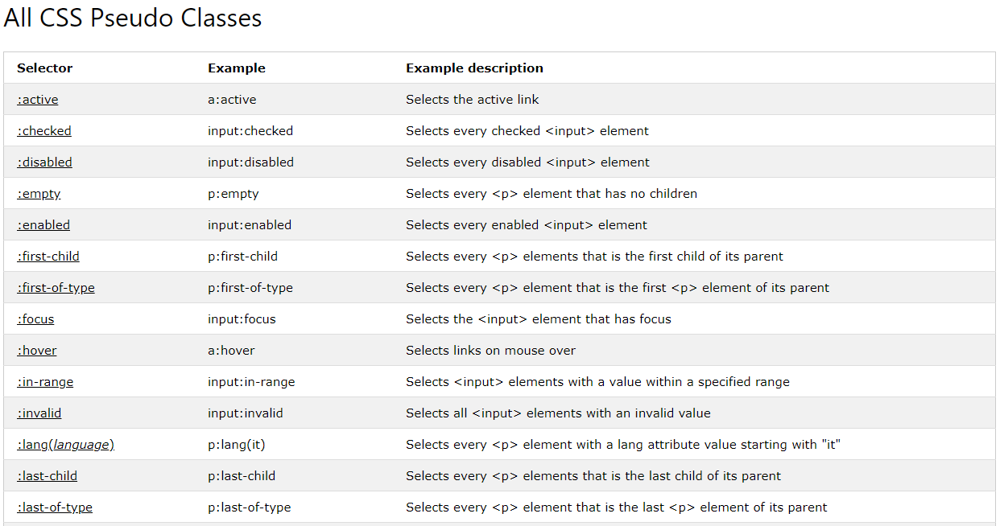 All CSS Pseudo Classes
Selector Example Example description
:active a:active Selects the active link
:checked input:checked Selects every checked <input> element
:disabled input:disabled Selects every disabled <input> element
:empty p:empty Selects every <p> element that has no children
:enabled input:enabled Selects every enabled <input> element
:first-child p:first-child Selects every <p> elements that is the first child of its parent
:first-of-type p:first-of-type Selects every <p> element that is the first <p> element of its parent
:focus input:focus Selects the <input> element that has focus
:hover a:hover Selects links on mouse over
:in-range input:in-range Selects <input> elements with a value within a specified range
:invalid input:invalid Selects all <input> elements with an invalid value
:lang(language) p:lang(it) Selects every <p> element with a lang attribute value starting with "it"
:last-child p:last-child Selects every <p> elements that is the last child of its parent
:last-of-type p:last-of-type Selects every <p> element that is the last <p> element of its parent